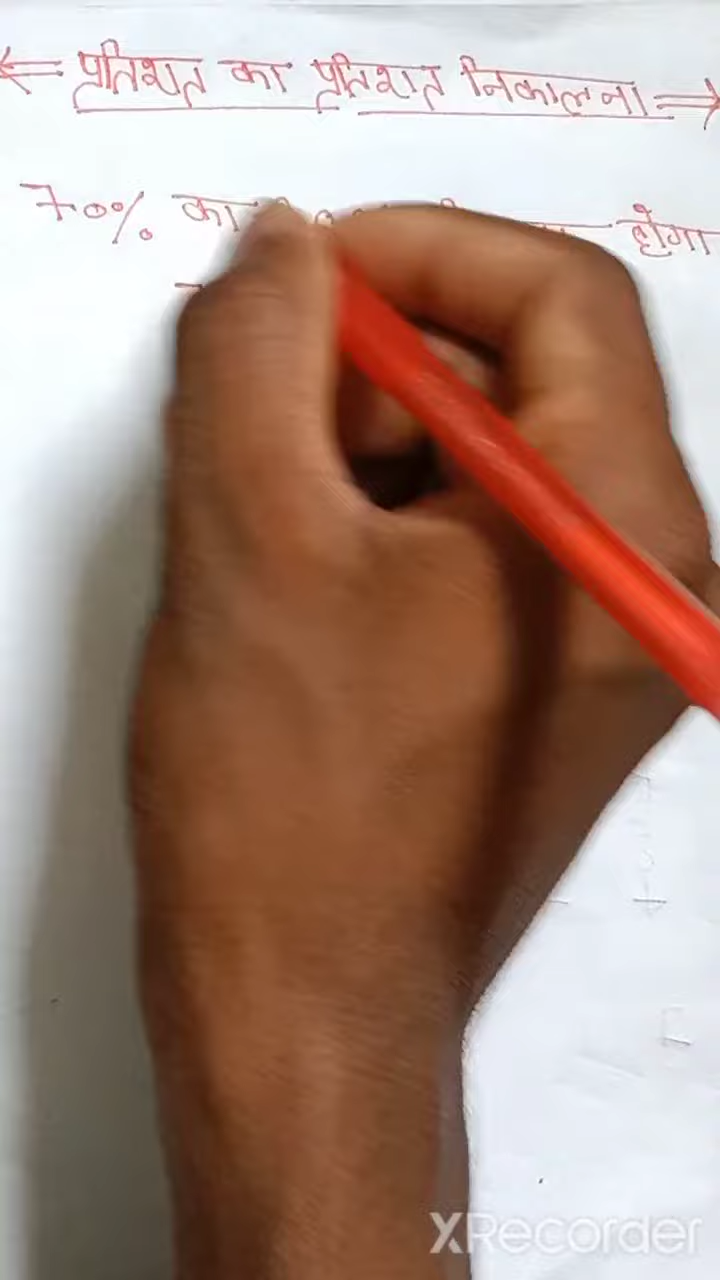 ⇐ प्रतिशत का प्रतिशत निकालना ⇒
70% का होगा
XRecorder